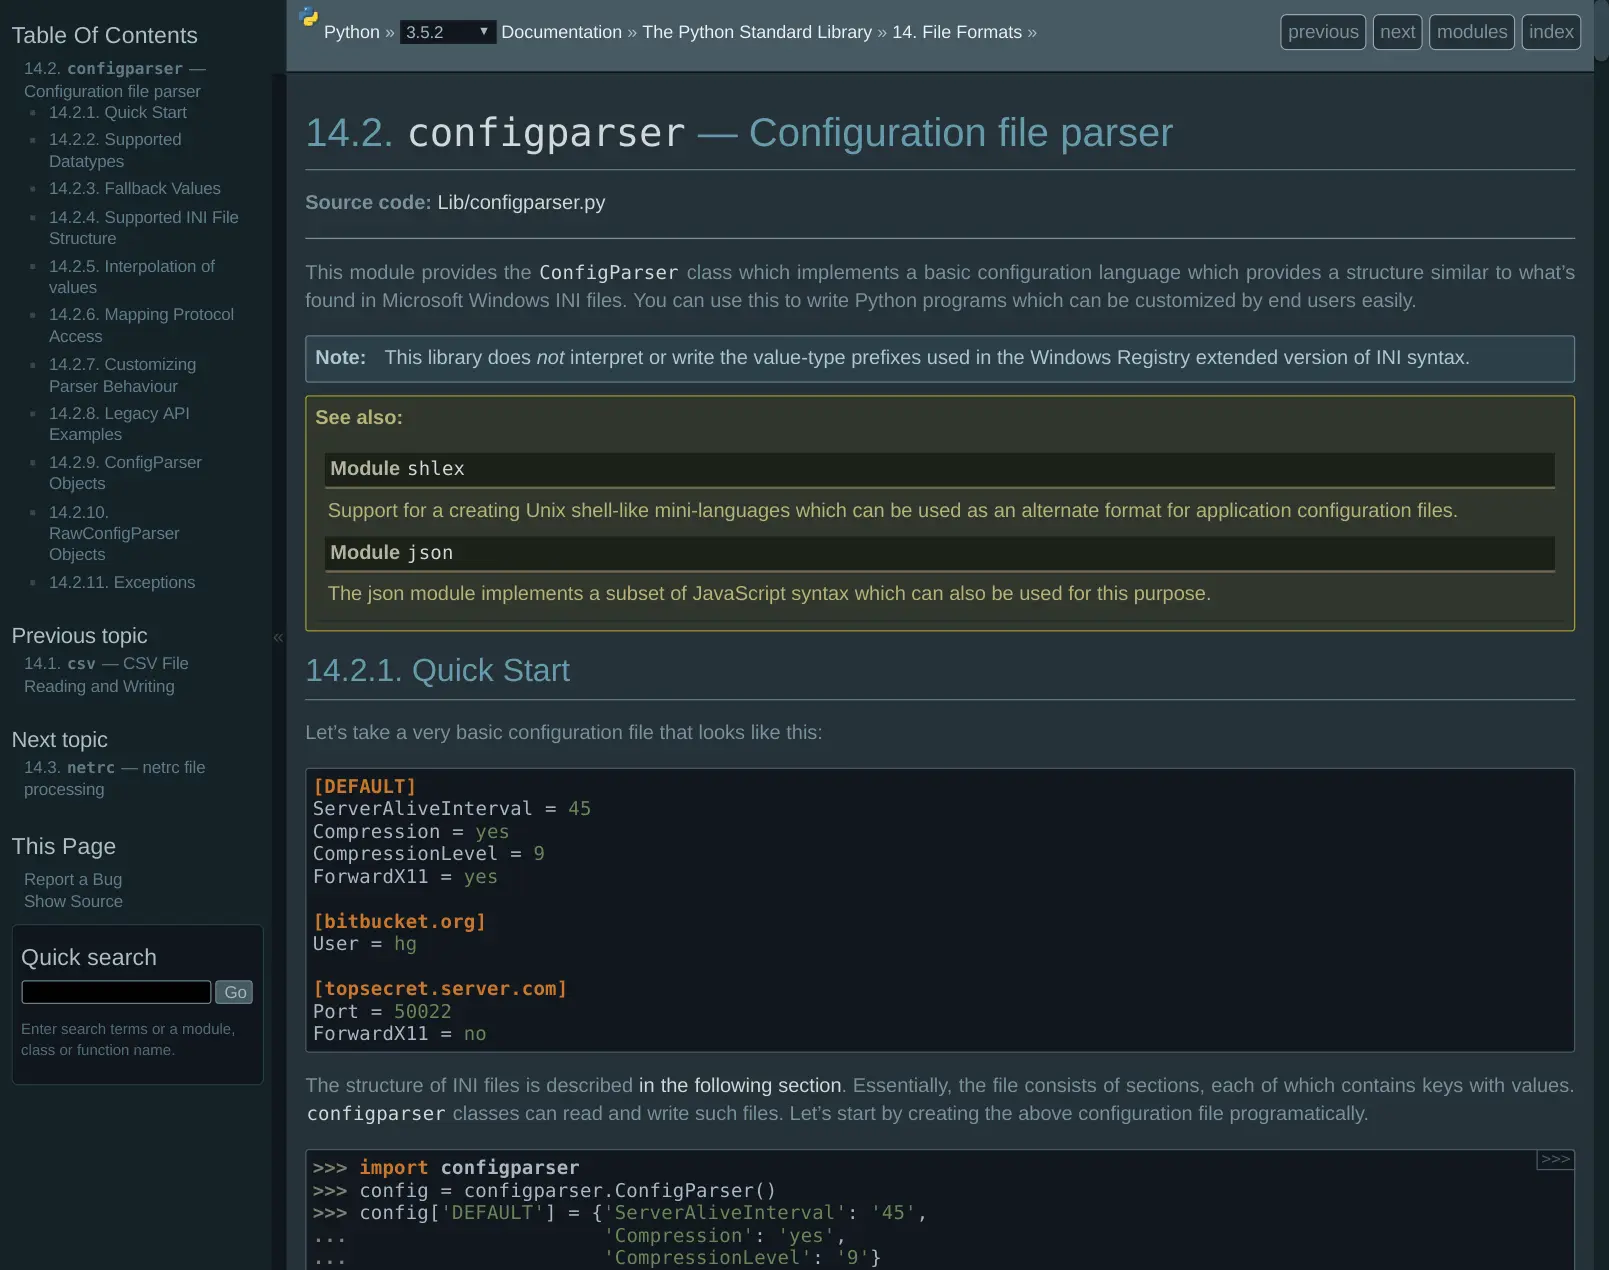 Table Of Contents
14.2. configparser —
Configuration file parser
14.2.1. Quick Start
14.2.2. Supported
Datatypes
14.2.3. Fallback Values
14.2.4. Supported INI File
Structure
14.2.5. Interpolation of
values
14.2.6. Mapping Protocol
Access
14.2.7. Customizing
Parser Behaviour
14.2.8. Legacy API
Examples
14.2.9. ConfigParser
Objects
14.2.10.
RawConfigParser
Objects
14.2.11. Exceptions
Previous topic
14.1. csv — CSV File
Reading and Writing
Next topic
14.3. netrc — netrc file
processing
This Page
Report a Bug
Show Source
Quick search
Go
Enter search terms or a module,
class or function name.
«
Python » 3.5.2 ▼ Documentation » The Python Standard Library » 14. File Formats »
previous next modules index
14.2. configparser — Configuration file parser
Source code: Lib/configparser.py
This module provides the ConfigParser class which implements a basic configuration language which provides a structure similar to what’s
found in Microsoft Windows INI files. You can use this to write Python programs which can be customized by end users easily.
Note: This library does not interpret or write the value-type prefixes used in the Windows Registry extended version of INI syntax.
See also:
Module shlex
Support for a creating Unix shell-like mini-languages which can be used as an alternate format for application configuration files.
Module json
The json module implements a subset of JavaScript syntax which can also be used for this purpose.
14.2.1. Quick Start
Let’s take a very basic configuration file that looks like this:
[DEFAULT]
ServerAliveInterval = 45
Compression = yes
CompressionLevel = 9
ForwardX11 = yes
[bitbucket.org]
User = hg
[topsecret.server.com]
Port = 50022
ForwardX11 = no
The structure of INI files is described in the following section. Essentially, the file consists of sections, each of which contains keys with values.
configparser classes can read and write such files. Let’s start by creating the above configuration file programatically.
>>>
>>> import configparser
>>> config = configparser.ConfigParser()
>>> config['DEFAULT'] = {'ServerAliveInterval': '45',
...                      'Compression': 'yes',
...                      'CompressionLevel': '9'}